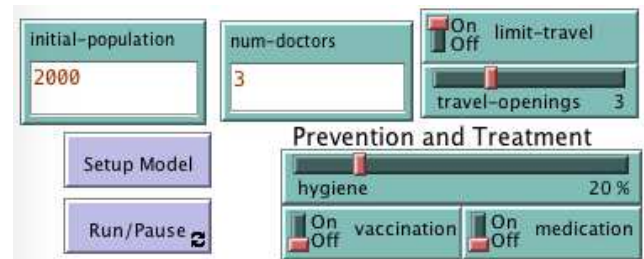 initial-population
2000
num-doctors
3
On
Off
limit-travel
travel-openings 3
Setup Model
Run/Pause
Prevention and Treatment
hygiene 20 %
On
Off
vaccination
On
Off
medication